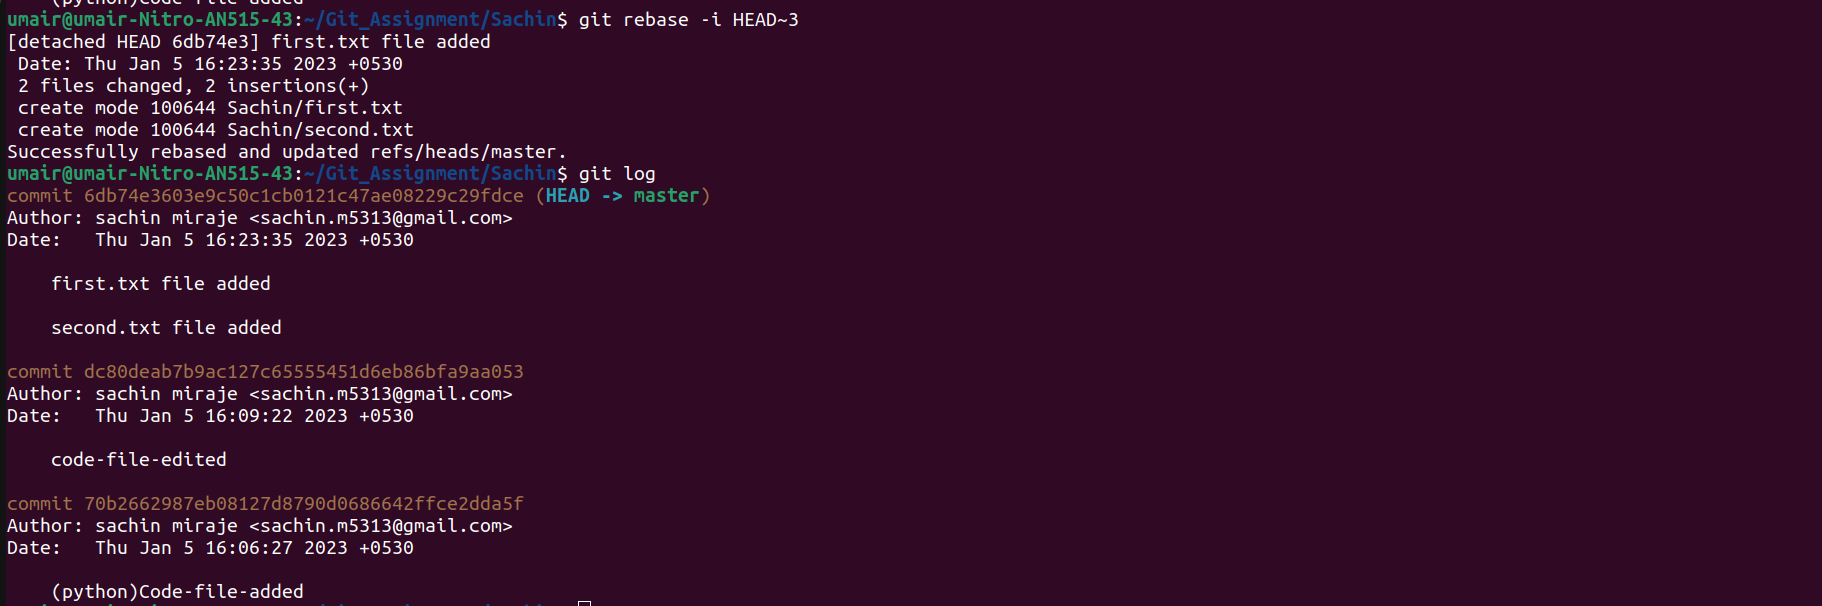 (python)Code-file-added
umair@umair-Nitro-AN515-43:~/Git_Assignment/Sachin$ git rebase -i HEAD~3
[detached HEAD 6db74e3] first.txt file added
 Date: Thu Jan 5 16:23:35 2023 +0530
 2 files changed, 2 insertions(+)
 create mode 100644 Sachin/first.txt
 create mode 100644 Sachin/second.txt
Successfully rebased and updated refs/heads/master.
umair@umair-Nitro-AN515-43:~/Git_Assignment/Sachin$ git log
commit 6db74e3603e9c50c1cb0121c47ae08229c29fdce (HEAD -> master)
Author: sachin miraje <sachin.m5313@gmail.com>
Date:   Thu Jan 5 16:23:35 2023 +0530
    first.txt file added
    second.txt file added
commit dc80deab7b9ac127c65555451d6eb86bfa9aa053
Author: sachin miraje <sachin.m5313@gmail.com>
Date:   Thu Jan 5 16:09:22 2023 +0530
    code-file-edited
commit 70b2662987eb08127d8790d0686642ffce2dda5f
Author: sachin miraje <sachin.m5313@gmail.com>
Date:   Thu Jan 5 16:06:27 2023 +0530
    (python)Code-file-added